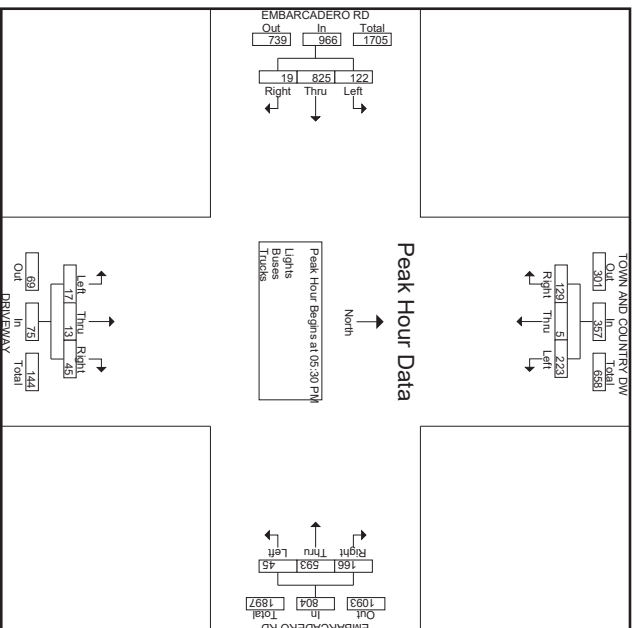 EMBARCADERO RD
Out In Total
739 966 1705
19 825 122
Right Thru Left
TOWN AND COUNTRY DW
Out In Total
301 357 658
129 5 223
Right Thru Left
Peak Hour Data
North
Peak Hour Begins at 05:30 PM
Lights
Buses
Trucks
Left Thru Right
17 13 45
Out In Total
69 75 144
DRIVEWAY
Left Thru Right
45 593 166
Total In Out
1897 804 1093
EMBARCADERO RD